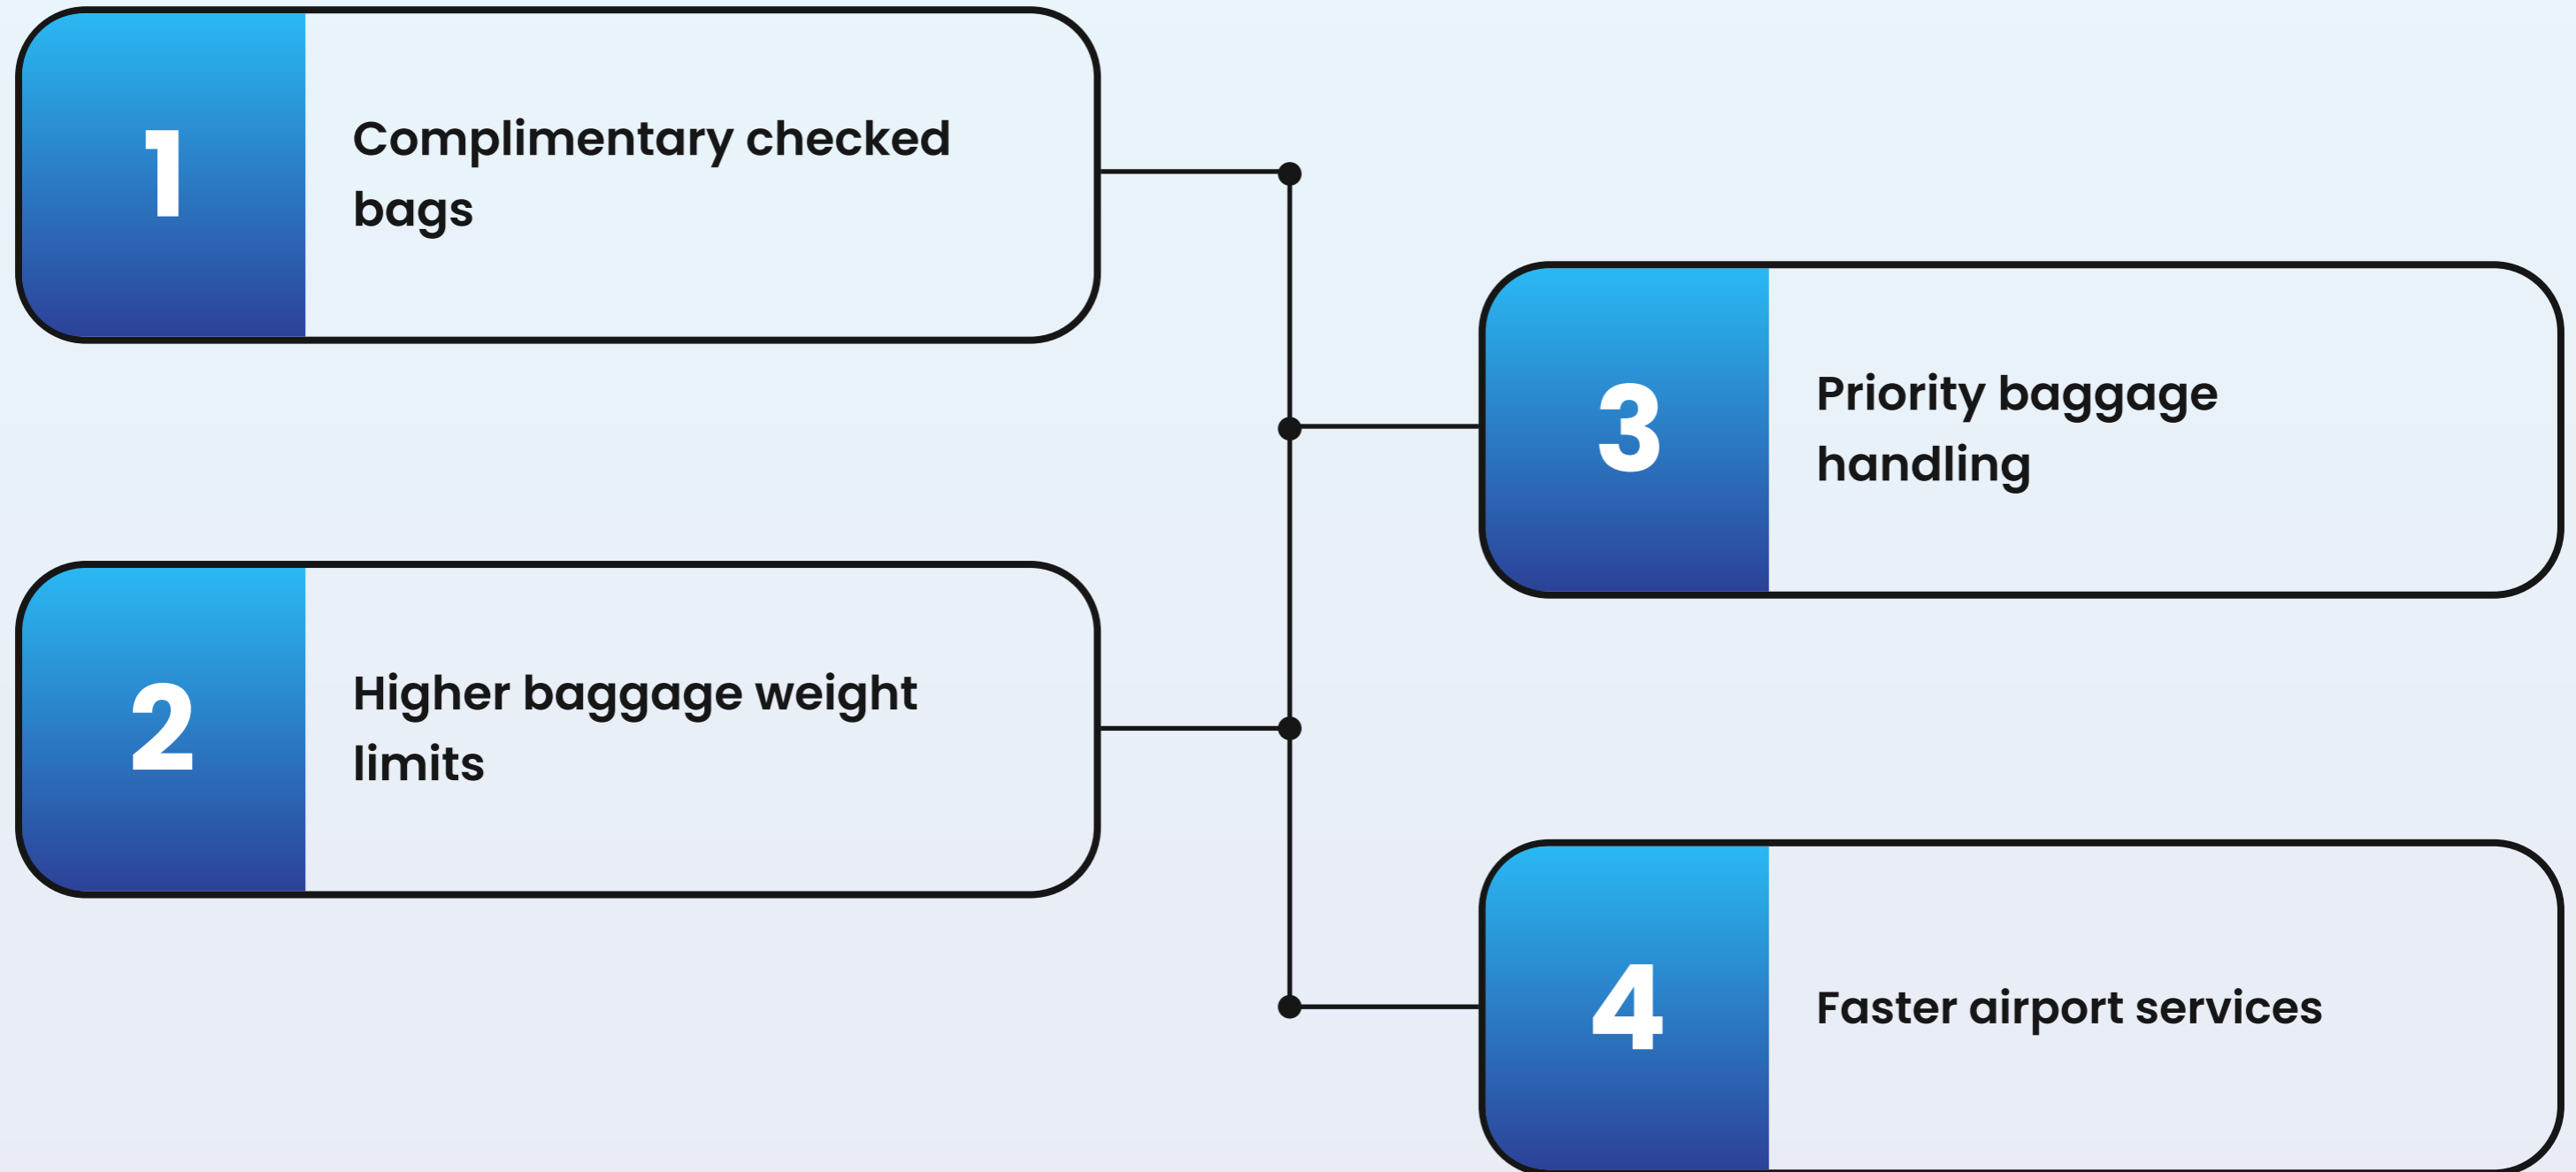 1
Complimentary checked
bags
2
Higher baggage weight
limits
3
Priority baggage
handling
4
Faster airport services